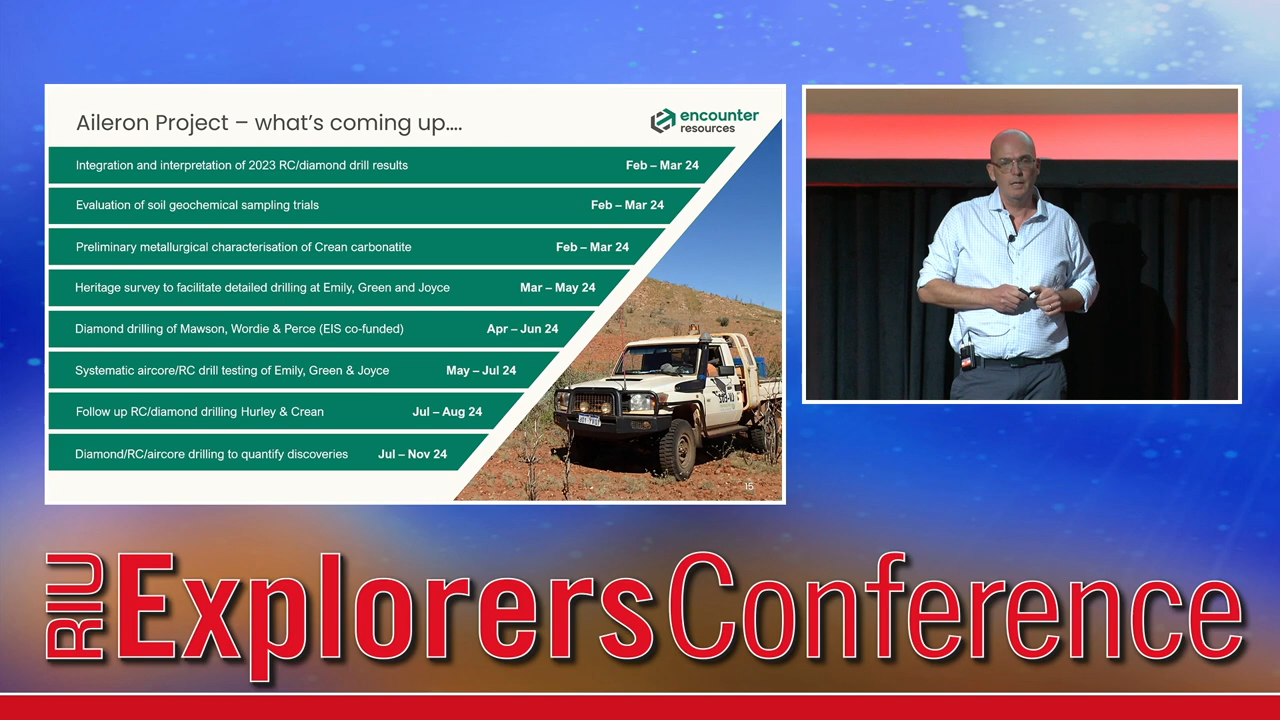 Aileron Project – what's coming up....
encounter
resources
Integration and interpretation of 2023 RC/diamond drill results Feb – Mar 24
Evaluation of soil geochemical sampling trials Feb – Mar 24
Preliminary metallurgical characterisation of Crean carbonatite Feb – Mar 24
Heritage survey to facilitate detailed drilling at Emily, Green and Joyce Mar – May 24
Diamond drilling of Mawson, Wordie & Perce (EIS co-funded) Apr – Jun 24
Systematic aircore/RC drill testing of Emily, Green & Joyce May – Jul 24
Follow up RC/diamond drilling Hurley & Crean Jul – Aug 24
Diamond/RC/aircore drilling to quantify discoveries Jul – Nov 24
15
RIU ExplorersConference